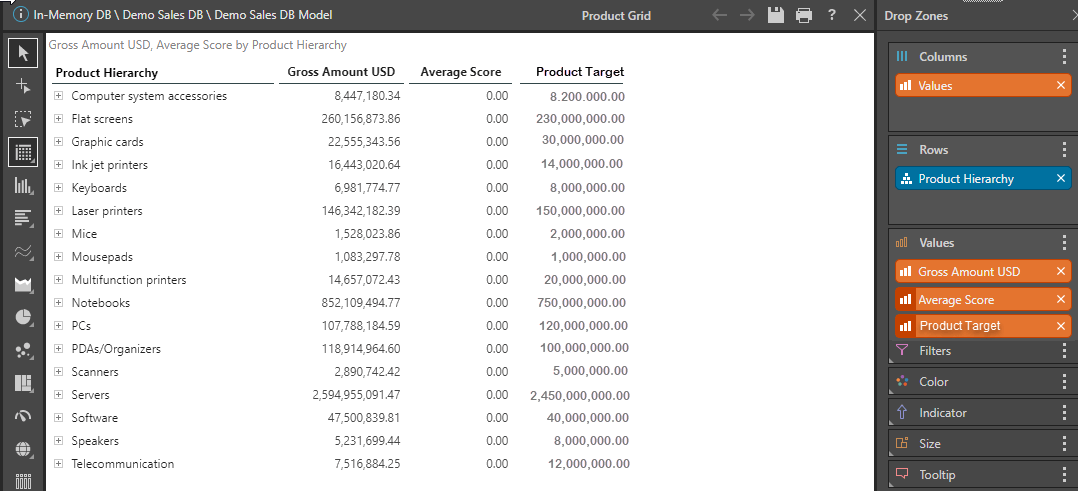 In-Memory DB \ Demo Sales DB \ Demo Sales DB Model Product Grid ? Drop Zones
Gross Amount USD, Average Score by Product Hierarchy
Product Hierarchy Gross Amount USD Average Score Product Target
Computer system accessories 8,447,180.34 0.00 8.200.000.00
Flat screens 260,156,873.86 0.00 230,000,000.00
Graphic cards 22,555,343.56 0.00 30,000,000.00
Ink jet printers 16,443,020.64 0.00 14,000,000.00
Keyboards 6,981,774.77 0.00 8,000,000.00
Laser printers 146,342,182.39 0.00 150,000,000.00
Mice 1,528,023.86 0.00 2,000,000.00
Mousepads 1,083,297.78 0.00 1,000,000.00
Multifunction printers 14,657,072.43 0.00 20,000,000.00
Notebooks 852,109,494.77 0.00 750,000,000.00
PCs 107,788,184.59 0.00 120,000,000.00
PDAs/Organizers 118,914,964.60 0.00 100,000,000.00
Scanners 2,890,742.42 0.00 5,000,000.00
Servers 2,594,955,091.47 0.00 2,450,000,000.00
Software 47,500,839.81 0.00 40,000,000.00
Speakers 5,231,699.44 0.00 8,000,000.00
Telecommunication 7,516,884.25 0.00 12,000,000.00
Columns
Values
Rows
Product Hierarchy
Values
Gross Amount USD
Average Score
Product Target
Filters
Color
Indicator
Size
Tooltip